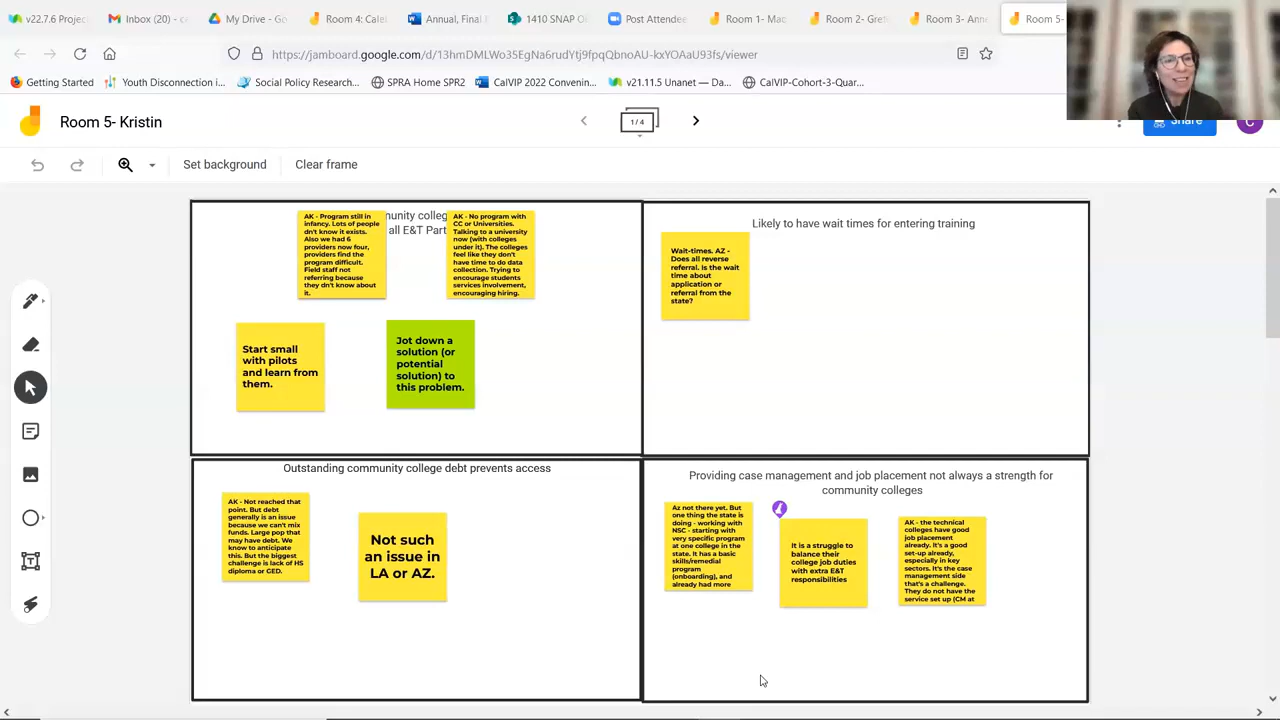 v22.7.6 Project
Inbox (20) - c
My Drive - Go
Room 4: Cale
Annual, Final
1410 SNAP O
Post Attende
Room 1- Mac
Room 2- Gret
Room 3- Ann
Room 5-
https://jamboard.google.com/d/13hmDMLWo35EgNa6rudYtj9fpqQbnoAU-kxYOAaU93fs/viewer
Getting Started
Youth Disconnection i...
Social Policy Research...
SPRA Home SPR2
CalVIP 2022 Convenin...
v21.11.5 Unanet — Da...
CalVIP-Cohort-3-Quar...
Room 5- Kristin
1/4
Share
C
Set background
Clear frame
munity colleg
all E&T Part
AK - Program still in
infancy. Lots of people
dn't know it exists.
Also we had 6
providers now four,
providers find the
program difficult.
Field staff not
referring because
they dn't know about
it.
AK - No program with
CC or Universities.
Talking to a university
now (with colleges
under it). The colleges
feel like they don't
have time to do data
collection. Trying to
encourage students
services involvement,
encouraging hiring.
Start small
with pilots
and learn from
them.
Jot down a
solution (or
potential
solution) to
this problem.
Likely to have wait times for entering training
Wait-times. AZ -
Does all reverse
referral. Is the wait
time about
application or
referral from the
state?
Outstanding community college debt prevents access
AK - Not reached that
point. But debt
generally is an issue
because we can't mix
funds. Large pop that
may have debt. We
know to anticipate
this. But the biggest
challenge is lack of HS
diploma or GED.
Not such
an issue in
LA or AZ.
Providing case management and job placement not always a strength for
community colleges
Az not there yet. But
one thing the state is
doing - working with
NSC - starting with
very specific program
at one college in the
state. It has a basic
skills/remedial
program
(onboarding), and
already had more
It is a struggle to
balance their
college job duties
with extra E&T
responsibilities
AK - the technical
colleges have good
job placement
already. It's a good
set-up already,
especially in key
sectors. It's the case
management side
that's a challenge.
They do not have the
service set up (CM at